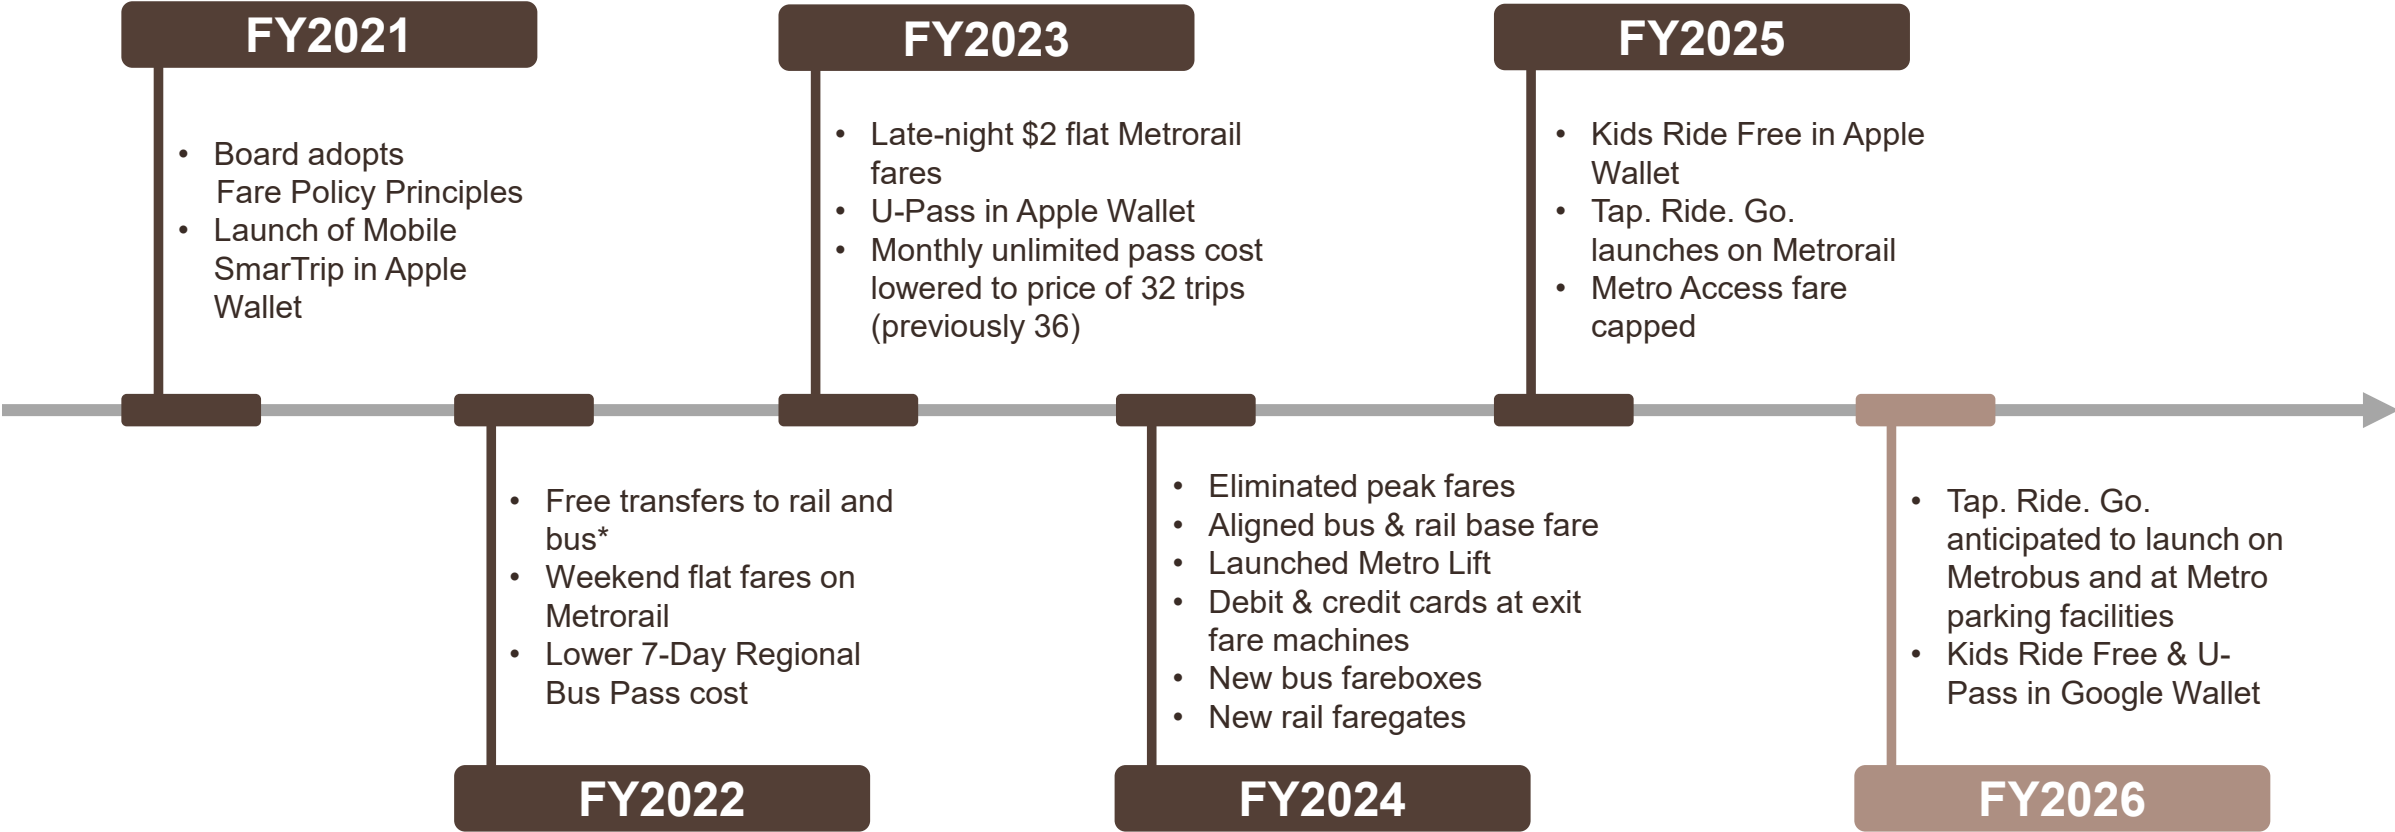 FY2021
• Board adopts
Fare Policy Principles
• Launch of Mobile
SmarTrip in Apple
Wallet
FY2022
• Free transfers to rail and
bus*
• Weekend flat fares on
Metrorail
• Lower 7-Day Regional
Bus Pass cost
FY2023
• Late-night $2 flat Metrorail
fares
• U-Pass in Apple Wallet
• Monthly unlimited pass cost
lowered to price of 32 trips
(previously 36)
FY2024
• Eliminated peak fares
• Aligned bus & rail base fare
• Launched Metro Lift
• Debit & credit cards at exit
fare machines
• New bus fareboxes
• New rail faregates
FY2025
• Kids Ride Free in Apple
Wallet
• Tap. Ride. Go.
launches on Metrorail
• Metro Access fare
capped
FY2026
• Tap. Ride. Go.
anticipated to launch on
Metrobus and at Metro
parking facilities
• Kids Ride Free & U-
Pass in Google Wallet